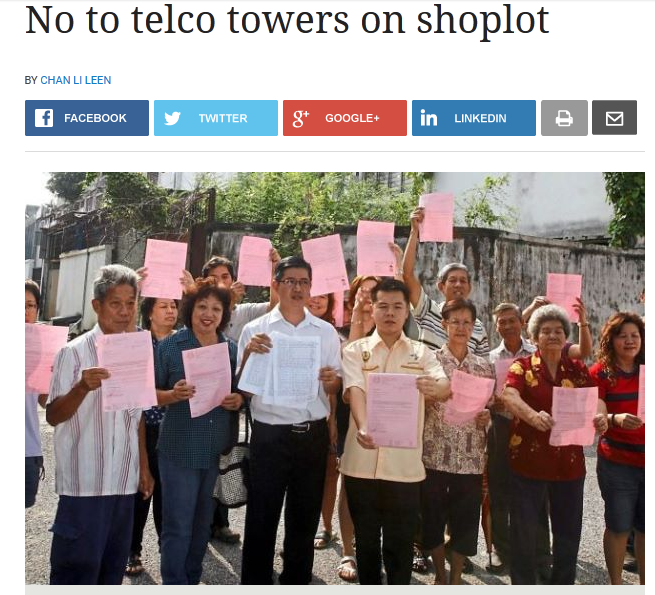 No to telco towers on shoplot
BY CHAN LI LEEN
FACEBOOK
TWITTER
GOOGLE+
LINKEDIN